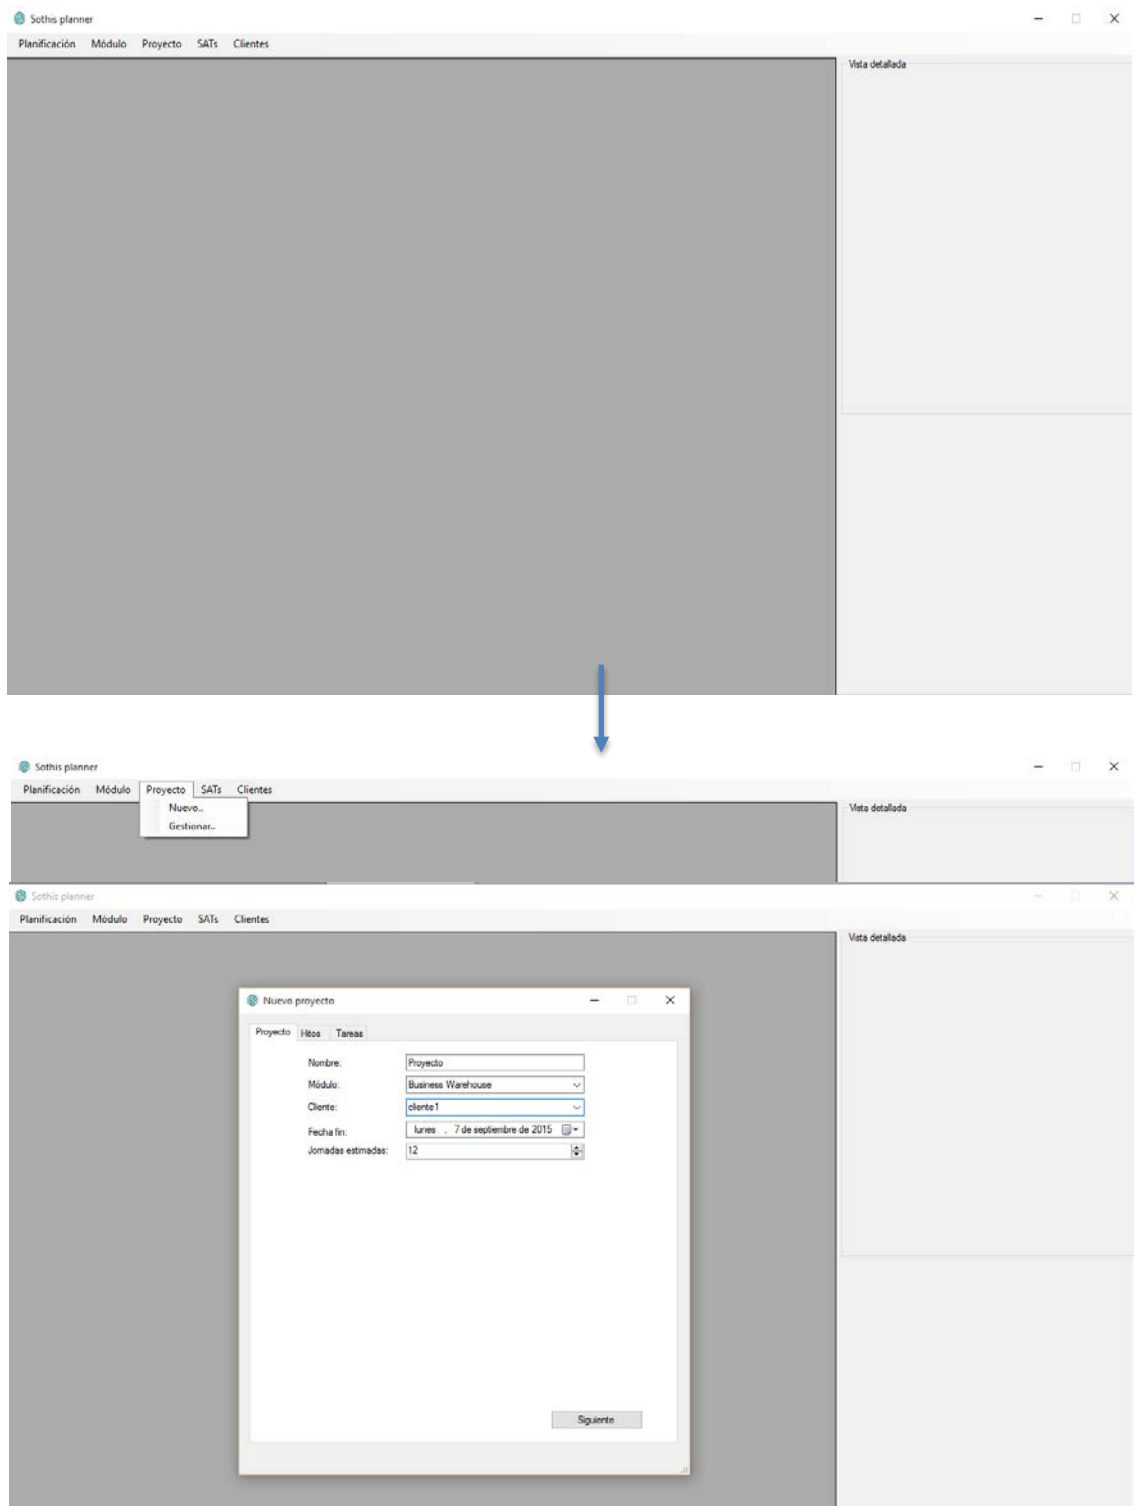 Sothis planner
Planificación Módulo Proyecto SATs Clientes
Vista detallada
Sothis planner
Planificación Módulo Proyecto SATs Clientes
Nuevo..
Gestionar..
Vista detallada
Sothis planner
Planificación Módulo Proyecto SATs Clientes
Vista detallada
Nuevo proyecto
Proyecto Hitos Tareas
Nombre: Proyecto
Módulo: Business Warehouse
Cliente: cliente1
Fecha fin: lunes , 7 de septiembre de 2015
Jornadas estimadas: 12
Siguiente